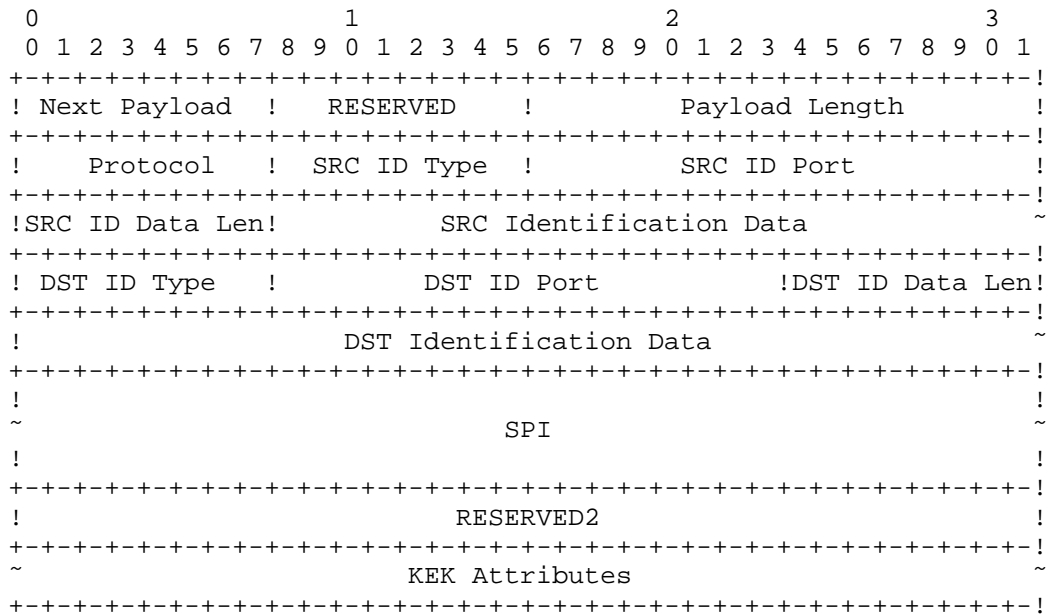 0                   1                   2                   3
 0 1 2 3 4 5 6 7 8 9 0 1 2 3 4 5 6 7 8 9 0 1 2 3 4 5 6 7 8 9 0 1
+-+-+-+-+-+-+-+-+-+-+-+-+-+-+-+-+-+-+-+-+-+-+-+-+-+-+-+-+-+-+-+-!
! Next Payload  !   RESERVED    !         Payload Length        !
+-+-+-+-+-+-+-+-+-+-+-+-+-+-+-+-+-+-+-+-+-+-+-+-+-+-+-+-+-+-+-+-!
!    Protocol   !  SRC ID Type  !         SRC ID Port           !
+-+-+-+-+-+-+-+-+-+-+-+-+-+-+-+-+-+-+-+-+-+-+-+-+-+-+-+-+-+-+-+-!
!SRC ID Data Len!          SRC Identification Data              ~
+-+-+-+-+-+-+-+-+-+-+-+-+-+-+-+-+-+-+-+-+-+-+-+-+-+-+-+-+-+-+-+-!
! DST ID Type   !         DST ID Port           !DST ID Data Len!
+-+-+-+-+-+-+-+-+-+-+-+-+-+-+-+-+-+-+-+-+-+-+-+-+-+-+-+-+-+-+-+-!
!                    DST Identification Data                    ~
+-+-+-+-+-+-+-+-+-+-+-+-+-+-+-+-+-+-+-+-+-+-+-+-+-+-+-+-+-+-+-+-!
!                                                               !
~                              SPI                              ~
!                                                               !
+-+-+-+-+-+-+-+-+-+-+-+-+-+-+-+-+-+-+-+-+-+-+-+-+-+-+-+-+-+-+-+-!
!                           RESERVED2                           !
+-+-+-+-+-+-+-+-+-+-+-+-+-+-+-+-+-+-+-+-+-+-+-+-+-+-+-+-+-+-+-+-!
~                        KEK Attributes                         ~
+-+-+-+-+-+-+-+-+-+-+-+-+-+-+-+-+-+-+-+-+-+-+-+-+-+-+-+-+-+-+-+-!